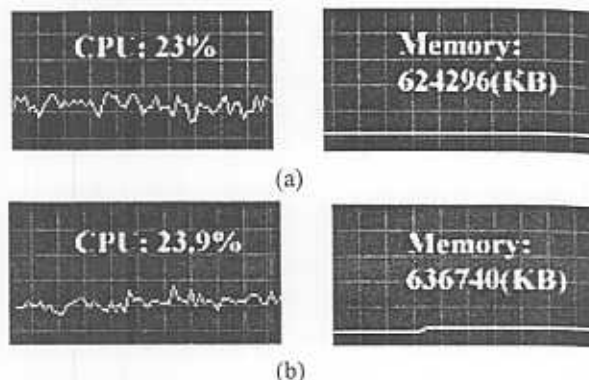 CPU: 23%
Memory:
624296(KB)
(a)
CPU: 23.9%
Memory:
636740(KB)
(b)